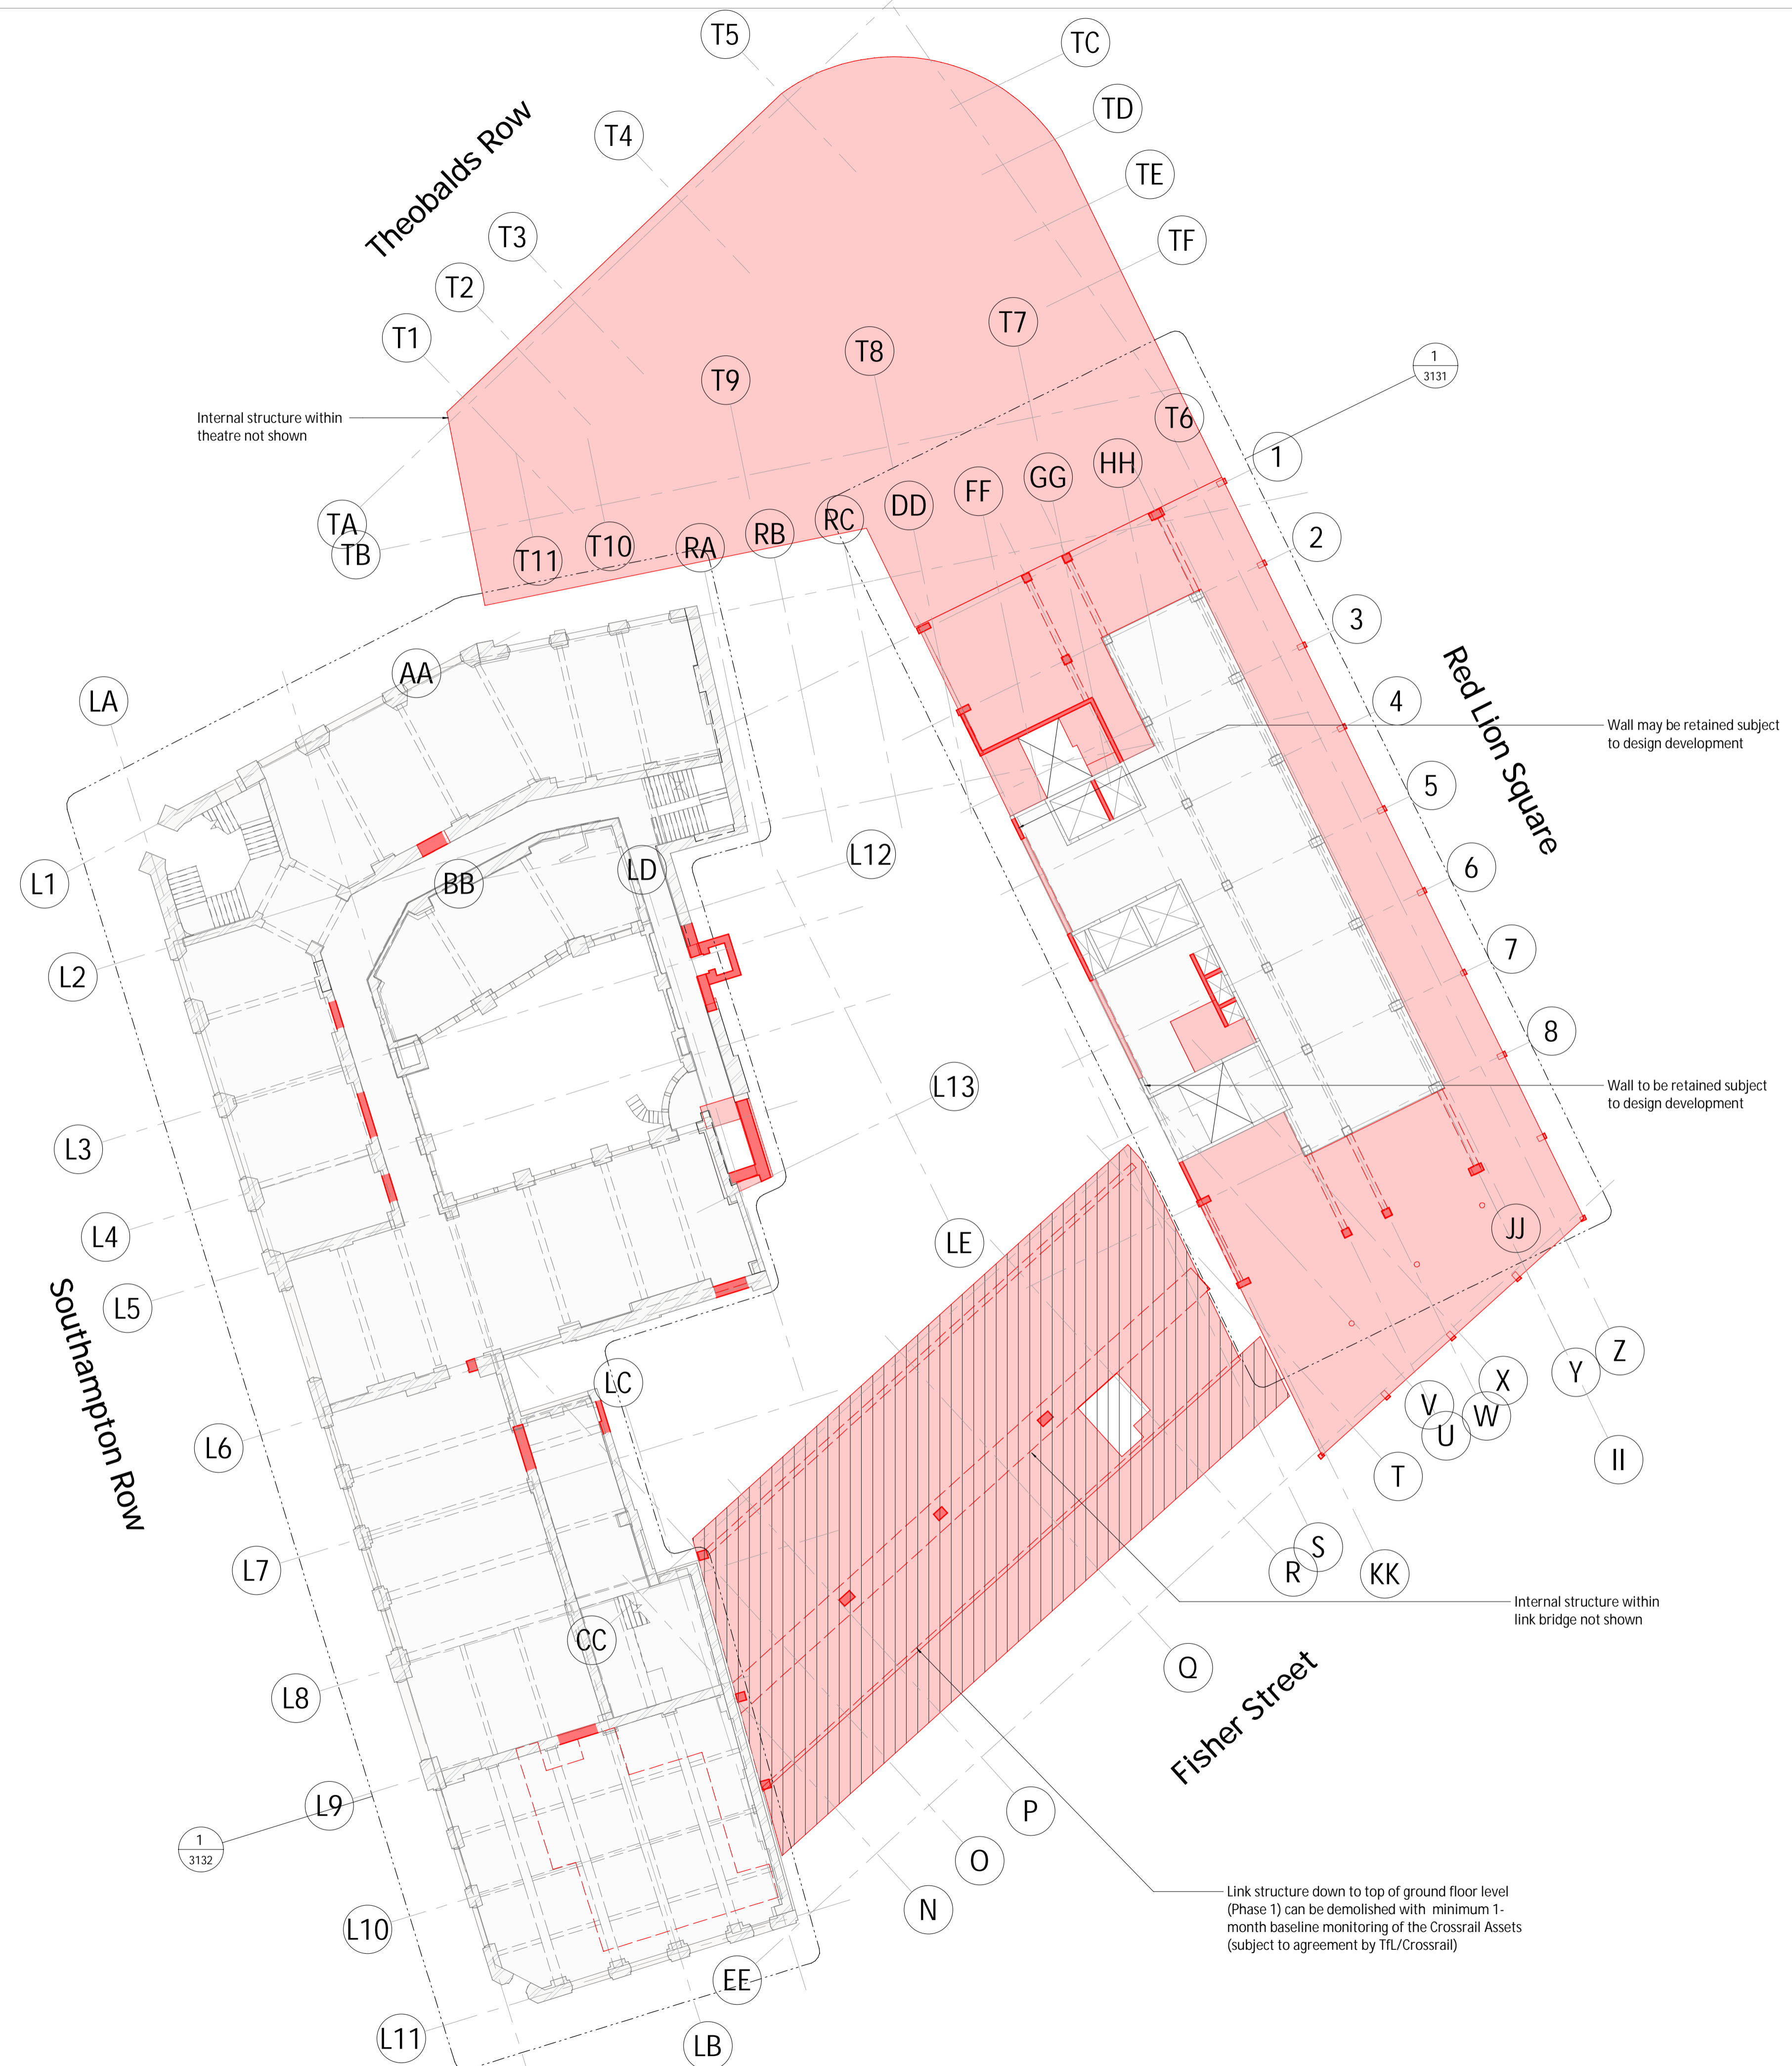 T5
TC
TD
T4
Theobalds Row
TE
T3
TF
T2
T7
T1
T8
1
3131
T9
Internal structure within
theatre not shown
T6
1
HH
GG
FF
DD
RC
TA
RB
2
RA
T10
TB
T11
3
AA
LA
4
Red Lion Square
Wall may be retained subject
to design development
5
L12
6
LD
BB
L1
7
L2
8
L13
Wall to be retained subject
to design development
L3
JJ
L4
LE
L5
Southampton Row
Z
Y
X
LC
V
W
U
L6
II
T
S
L7
R
KK
Internal structure within
link bridge not shown
CC
Q
L8
Fisher Street
L9
P
1
3132
O
Link structure down to top of ground floor level
(Phase 1) can be demolished with minimum 1-
month baseline monitoring of the Crossrail Assets
(subject to agreement by TfL/Crossrail)
N
L10
EE
L11
LB